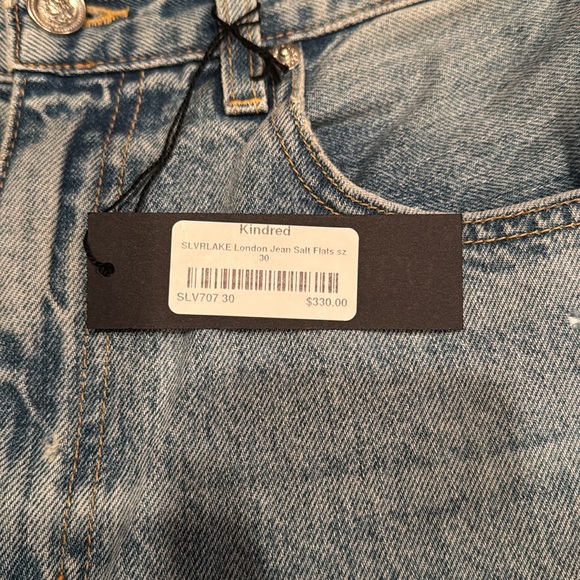 Kindred
SLVRLAKE London Jean Salt Flats sz
30
SLV707 30 $330.00